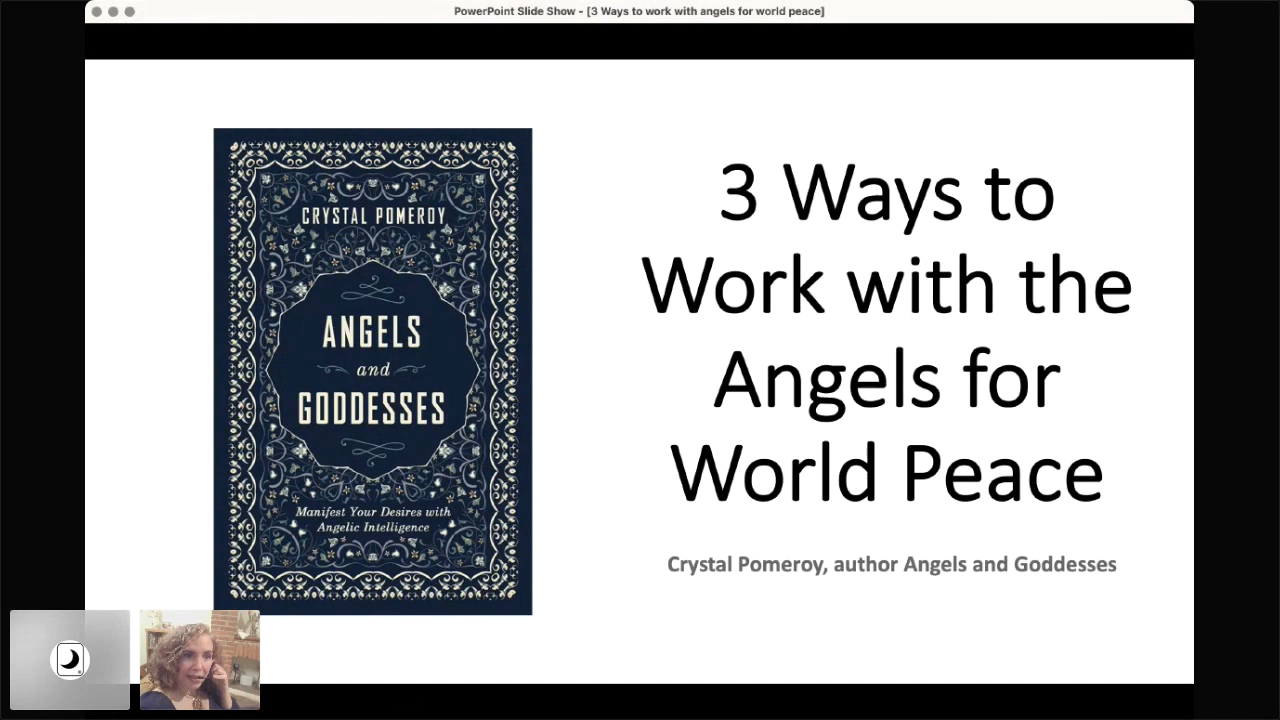 PowerPoint Slide Show - [3 Ways to work with angels for world peace]
CRYSTAL POMEROY
ANGELS
and
GODDESSES
Manifest Your Desires with
Angelic Intelligence
3 Ways to
Work with the
Angels for
World Peace
Crystal Pomeroy, author Angels and Goddesses